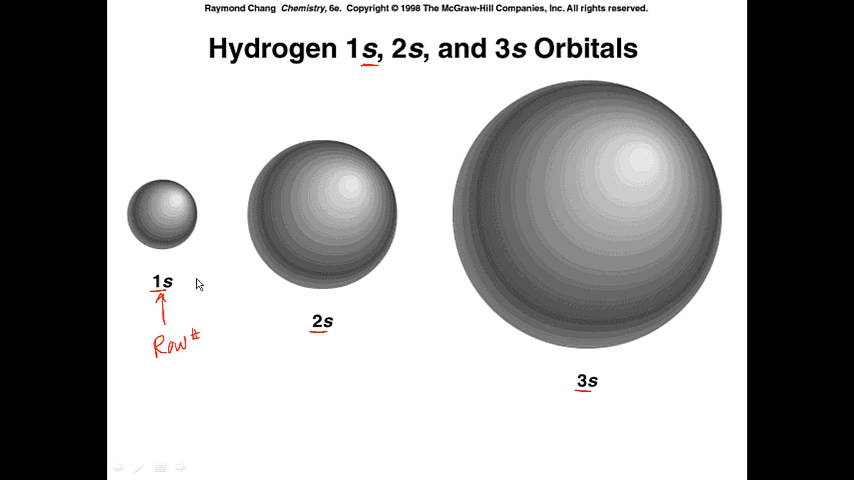 Raymond Chang Chemistry, 6e. Copyright © 1998 The McGraw-Hill Companies, Inc. All rights reserved.
Hydrogen 1s, 2s, and 3s Orbitals
1s
2s
3s
Row #